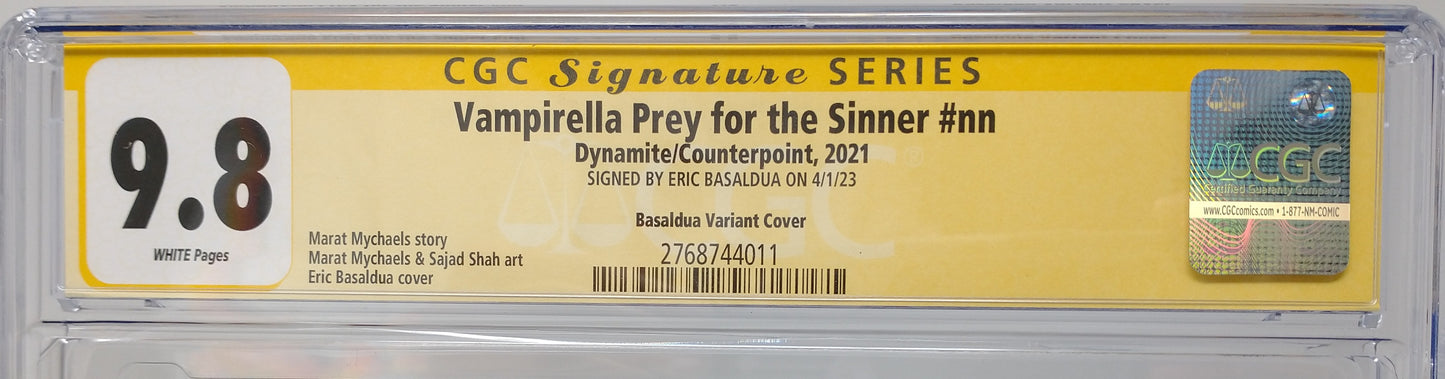 CGC Signature SERIES
Vampirella Prey for the Sinner #nn
Dynamite/Counterpoint, 2021
SIGNED BY ERIC BASALDUA ON 4/1/23
Basaldua Variant Cover
2768744011
9.8
WHITE Pages
Marat Mychaels story
Marat Mychaels & Sajad Shah art
Eric Basaldua cover
CGC®
CGC
Certified Guaranty Company
www.CGCcomics.com • 1-877-NM-COMIC